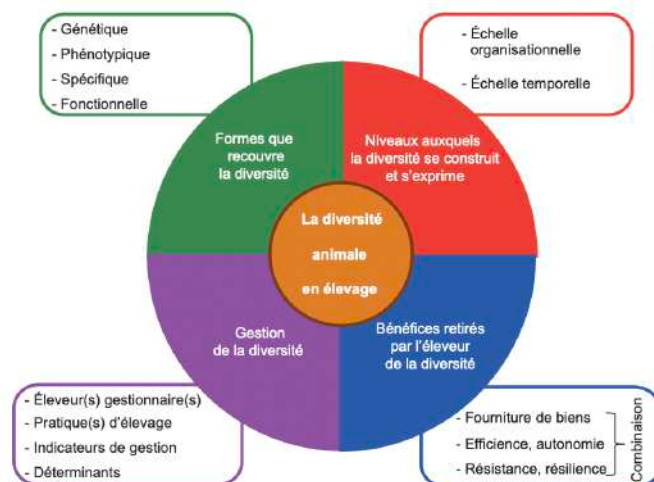 - Génétique
- Phénotypique
- Spécifique
- Fonctionnelle
- Échelle
organisationnelle
- Échelle temporelle
Formes que
recouvre
la diversité
Niveaux auxquels
la diversité se construit
et s'exprime
La diversité
animale
en élevage
Gestion
de la diversité
Bénéfices retirés
par l'éleveur
de la diversité
- Éleveur(s) gestionnaire(s)
- Pratique(s) d'élevage
- Indicateurs de gestion
- Déterminants
- Fourniture de biens
- Efficience, autonomie
- Résistance, résilience
Combinaison